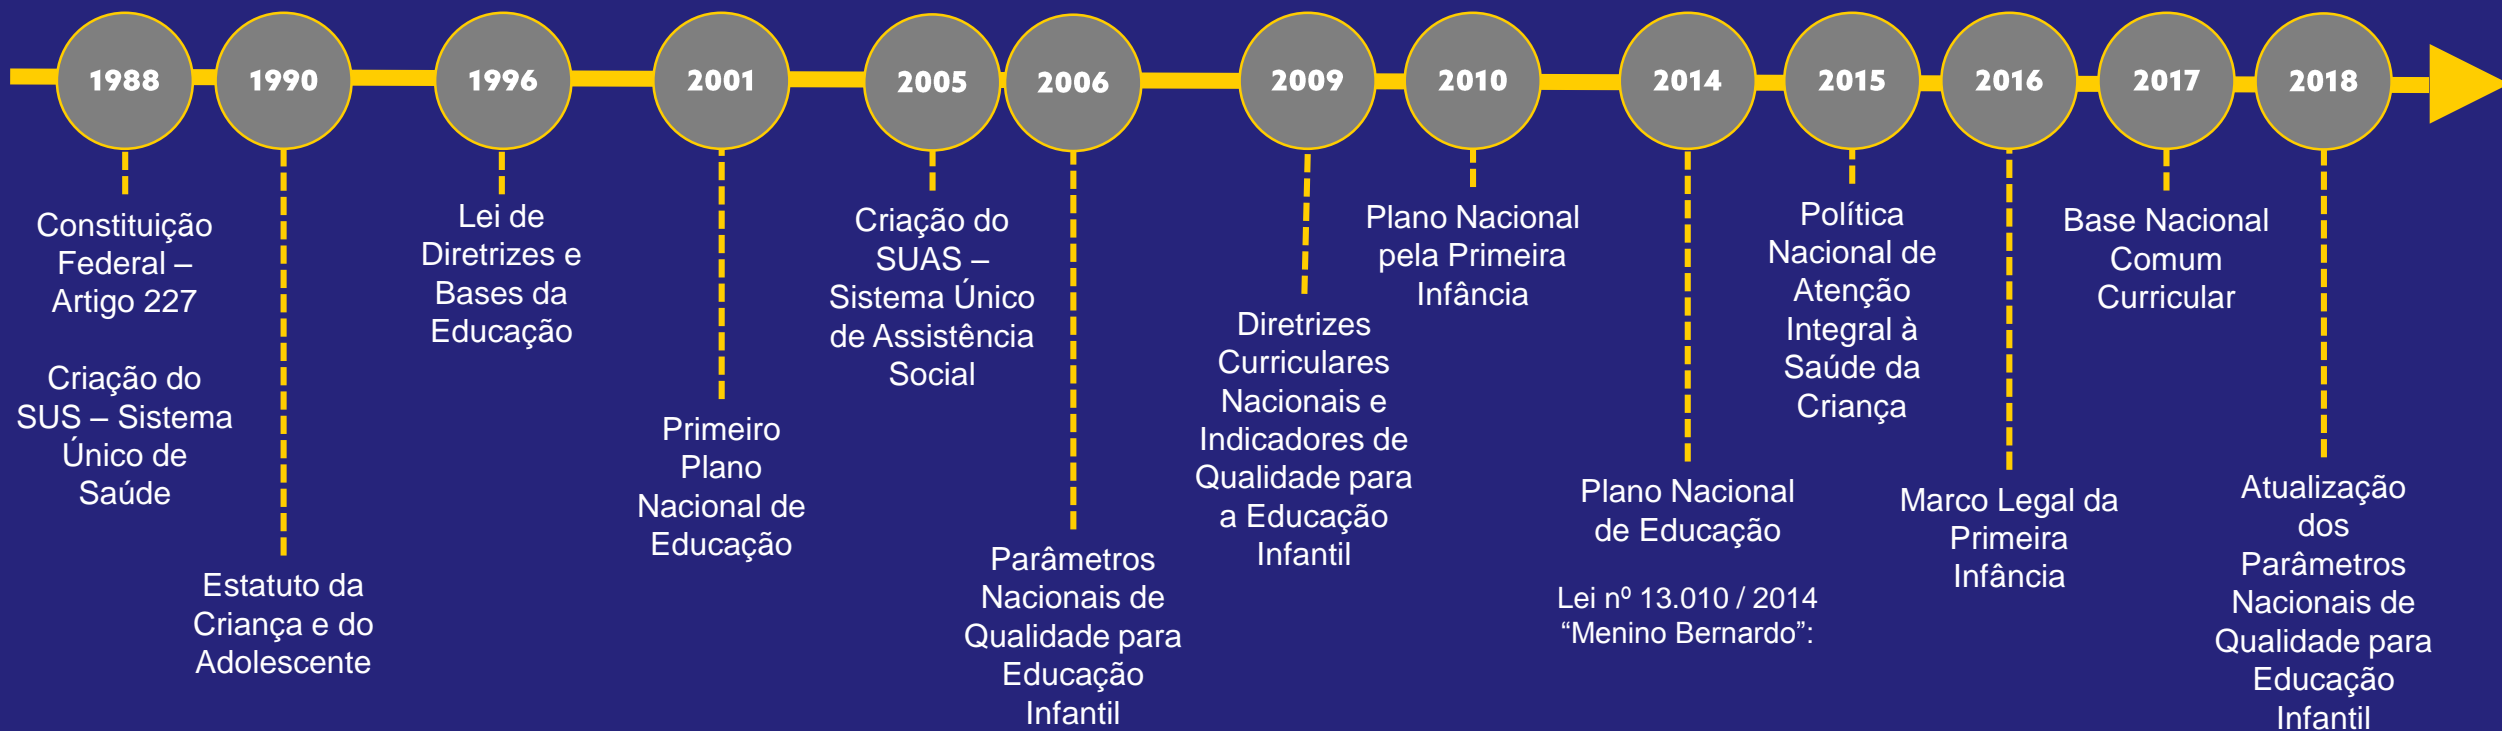 1988
1990
1996
2001
2005
2006
2009
2010
2014
2015
2016
2017
2018
Constituição
Federal –
Artigo 227
Criação do
SUS – Sistema
Único de
Saúde
Estatuto da
Criança e do
Adolescente
Lei de
Diretrizes e
Bases da
Educação
Primeiro
Plano
Nacional de
Educação
Criação do
SUAS –
Sistema Único
de Assistência
Social
Parâmetros
Nacionais de
Qualidade para
Educação
Infantil
Diretrizes
Curriculares
Nacionais e
Indicadores de
Qualidade para
a Educação
Infantil
Plano Nacional
pela Primeira
Infância
Plano Nacional
de Educação
Lei nº 13.010 / 2014
“Menino Bernardo”:
Política
Nacional de
Atenção
Integral à
Saúde da
Criança
Marco Legal da
Primeira
Infância
Base Nacional
Comum
Curricular
Atualização
dos
Parâmetros
Nacionais de
Qualidade para
Educação
Infantil